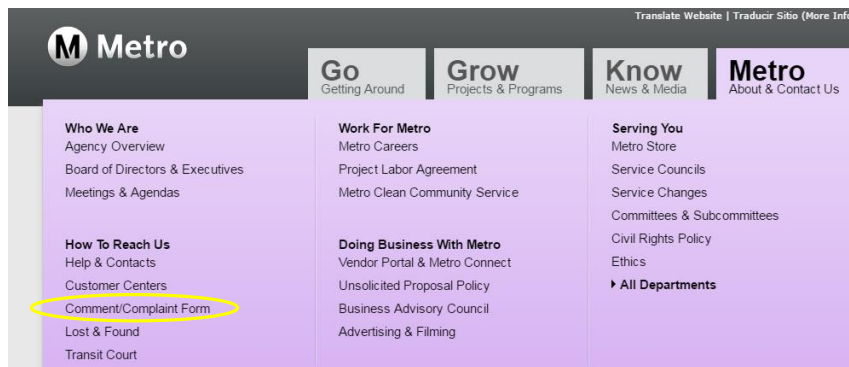 Translate Website | Traducir Sitio (More Info
M Metro
Go
Getting Around
Grow
Projects & Programs
Know
News & Media
Metro
About & Contact Us
Who We Are
Agency Overview
Board of Directors & Executives
Meetings & Agendas
How To Reach Us
Help & Contacts
Customer Centers
Comment/Complaint Form
Lost & Found
Transit Court
Work For Metro
Metro Careers
Project Labor Agreement
Metro Clean Community Service
Doing Business With Metro
Vendor Portal & Metro Connect
Unsolicited Proposal Policy
Business Advisory Council
Advertising & Filming
Serving You
Metro Store
Service Councils
Service Changes
Committees & Subcommittees
Civil Rights Policy
Ethics
All Departments